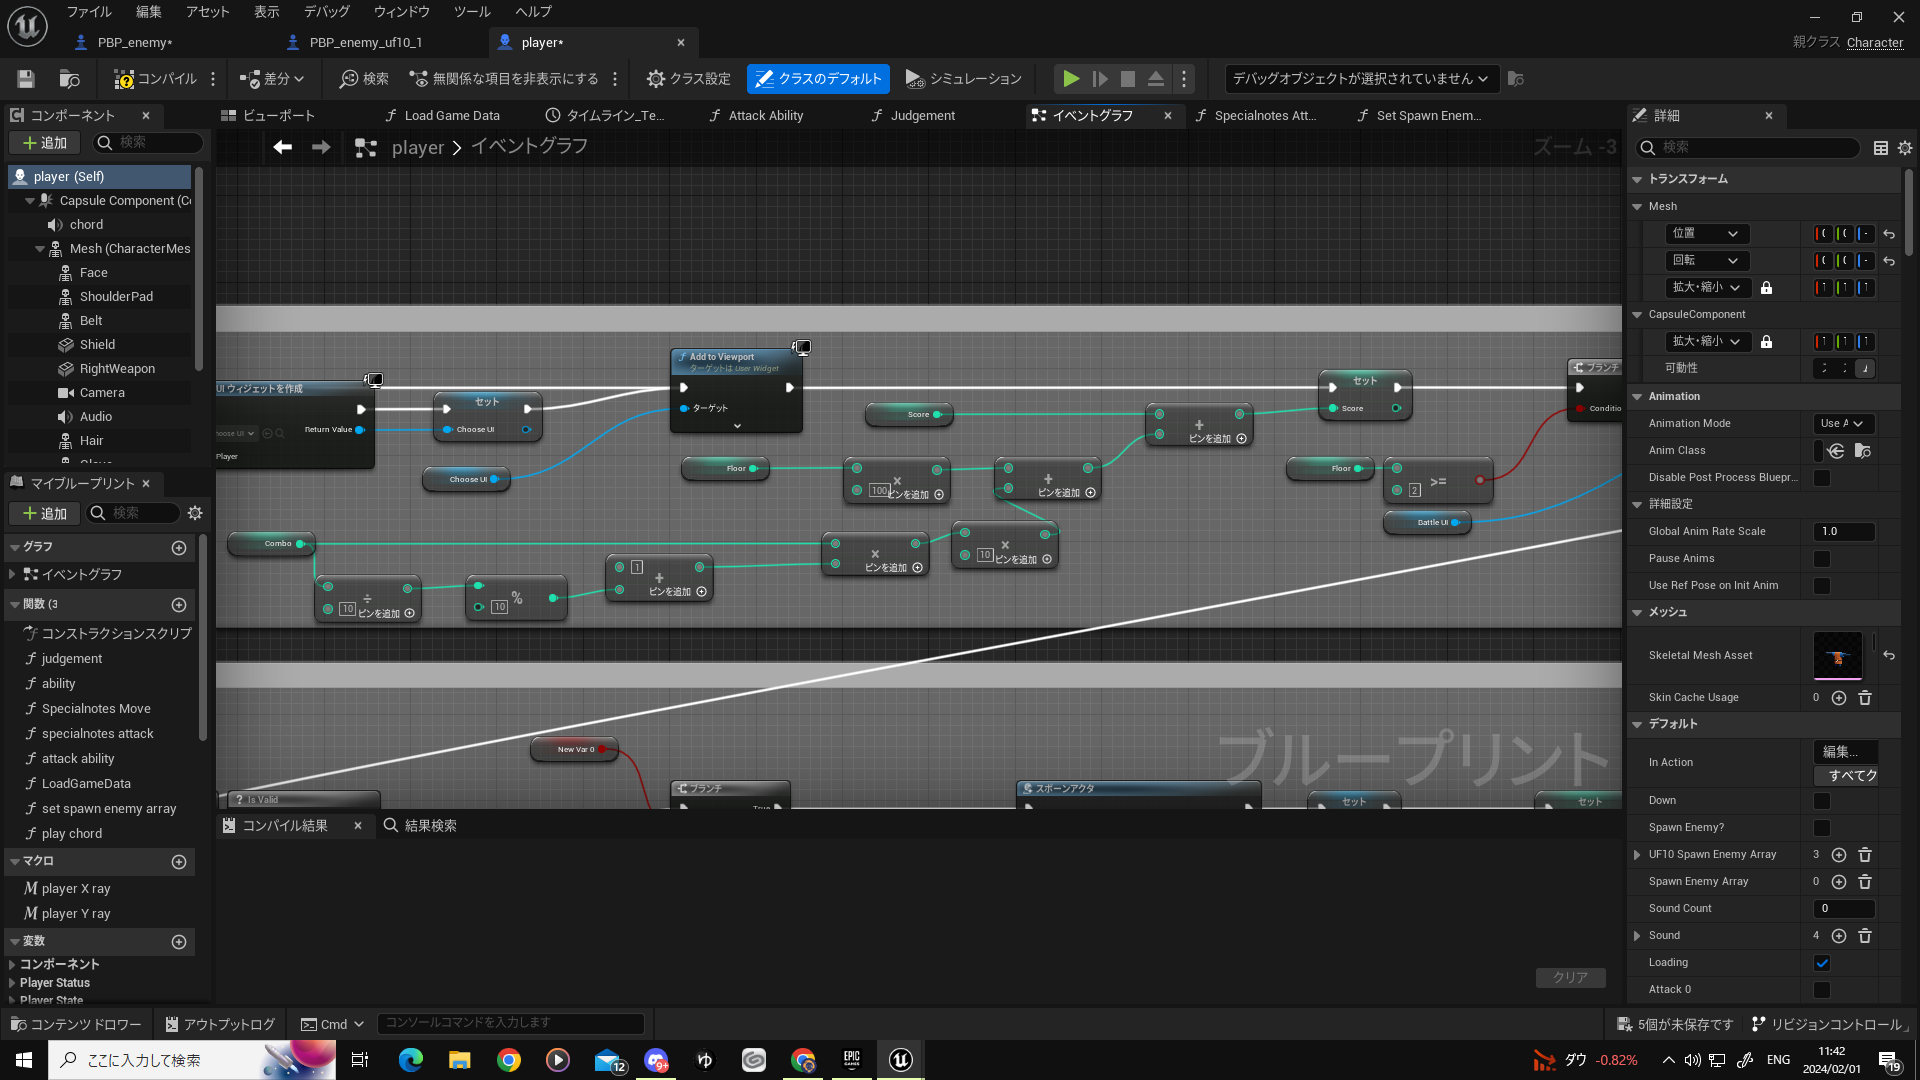 ファイル 編集 アセット 表示 デバッグ ウィンドウ ツール ヘルプ
PBP_enemy* PBP_enemy_uf10_1 player*
親クラス Character
コンパイル 差分 検索 無関係な項目を非表示にする クラス設定 クラスのデフォルト シミュレーション デバッグオブジェクトが選択されていません
コンポーネント
追加 検索
player (Self)
Capsule Component (C
chord
Mesh (CharacterMes
Face
ShoulderPad
Belt
Shield
RightWeapon
Camera
Audio
Hair
マイブループリント
追加 検索
グラフ
イベントグラフ
関数 (3
コンストラクションスクリプ
judgement
ability
Specialnotes Move
specialnotes attack
attack ability
LoadGameData
set spawn enemy array
play chord
マクロ
player X ray
player Y ray
変数
コンポーネント
Player Status
Player State
ビューポート Load Game Data タイムライン_Te... Attack Ability Judgement イベントグラフ Specialnotes Att... Set Spawn Enem...
player > イベントグラフ
ズーム -3
UI ウィジェットを作成
Return Value
Player
セット
Choose UI
Choose UI
Add to Viewport
ターゲットは User Widget
ターゲット
Score
Floor
100 × ピンを追加
+ ピンを追加
+ ピンを追加
セット
Score
ブランチ
Conditio
Floor
2 >=
Battle UI
Combo
10 ÷ ピンを追加
10 %
1 + ピンを追加
× ピンを追加
10 × ピンを追加
New Var 0
? Is Valid
ブランチ
True
スポーンアクタ
セット
セット
ブループリント
コンパイル結果 結果検索
クリア
詳細
検索
トランスフォーム
Mesh
位置
回転
拡大・縮小
CapsuleComponent
拡大・縮小
可動性
Animation
Animation Mode Use A
Anim Class
Disable Post Process Bluepr...
詳細設定
Global Anim Rate Scale 1.0
Pause Anims
Use Ref Pose on Init Anim
メッシュ
Skeletal Mesh Asset
Skin Cache Usage 0
デフォルト
In Action 編集...
すべてク
Down
Spawn Enemy?
UF10 Spawn Enemy Array 3
Spawn Enemy Array 0
Sound Count 0
Sound 4
Loading
Attack 0
コンテンツドロワー アウトプットログ Cmd コンソールコマンドを入力します 5個が未保存です リビジョンコントロール
ここに入力して検索 12 9+ ゆ EPIC GAMES ダウ -0.82% ENG
11:42
2024/02/01
19